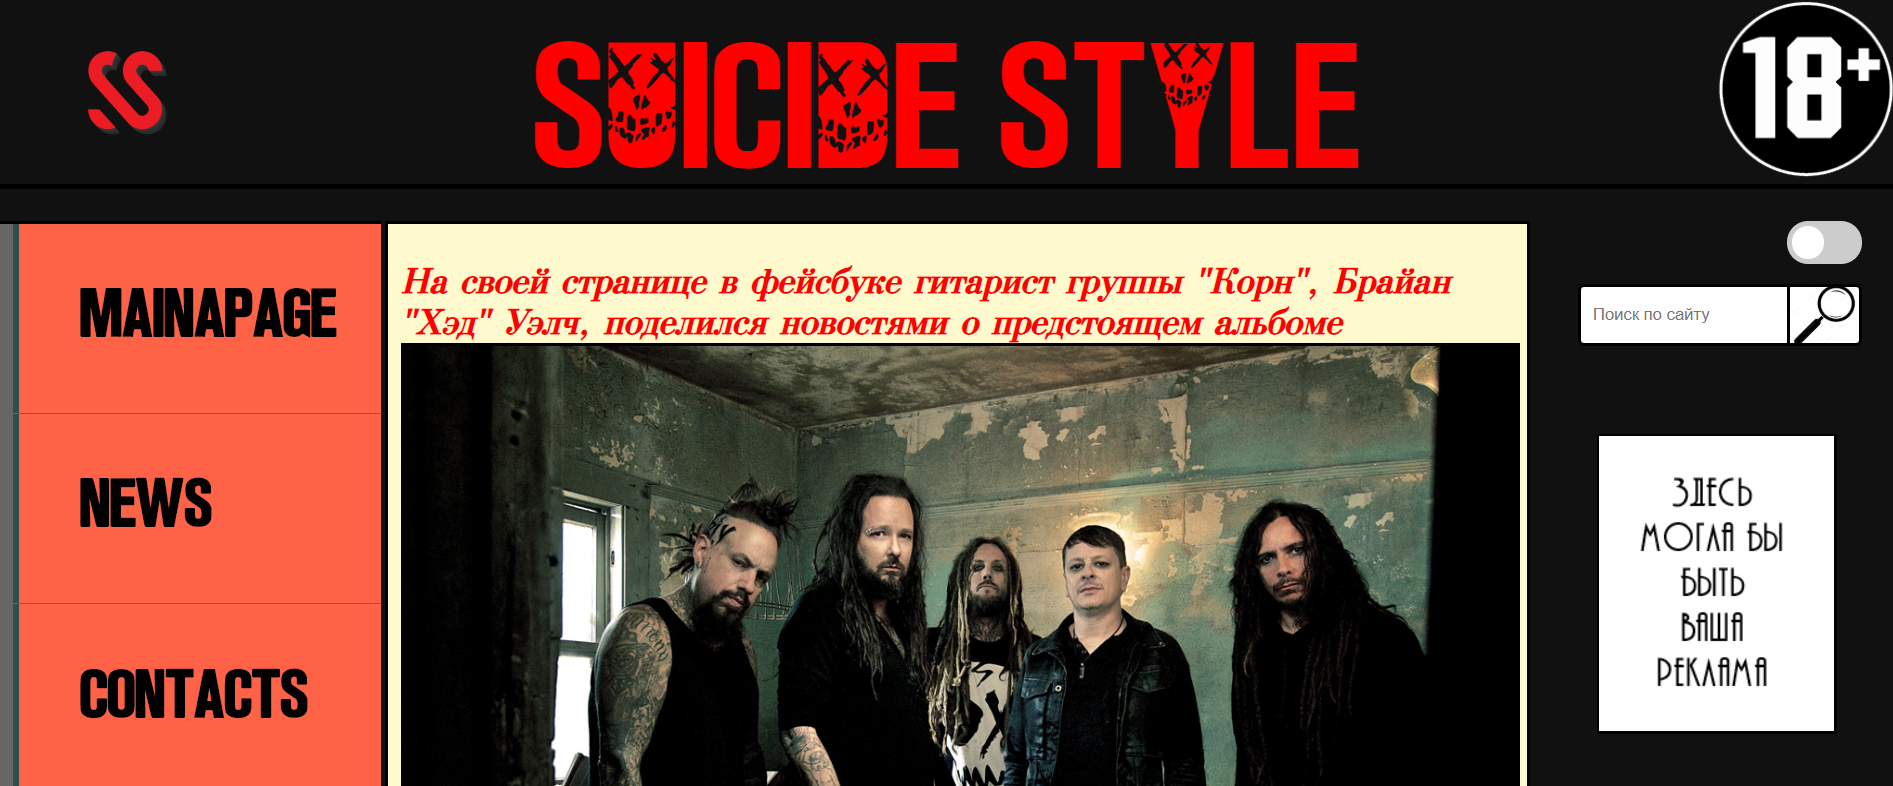 SS
SUICIDE STYLE
18+
MAINAPAGE
NEWS
CONTACTS
На своей странице в фейсбуке гитарист группы "Корн", Брайан
"Хэд" Уэлч, поделился новостями о предстоящем альбоме
Поиск по сайту
ЗДЕСЬ
МОГЛА БЫ
БЫТЬ
ВАША
РЕКЛАМА